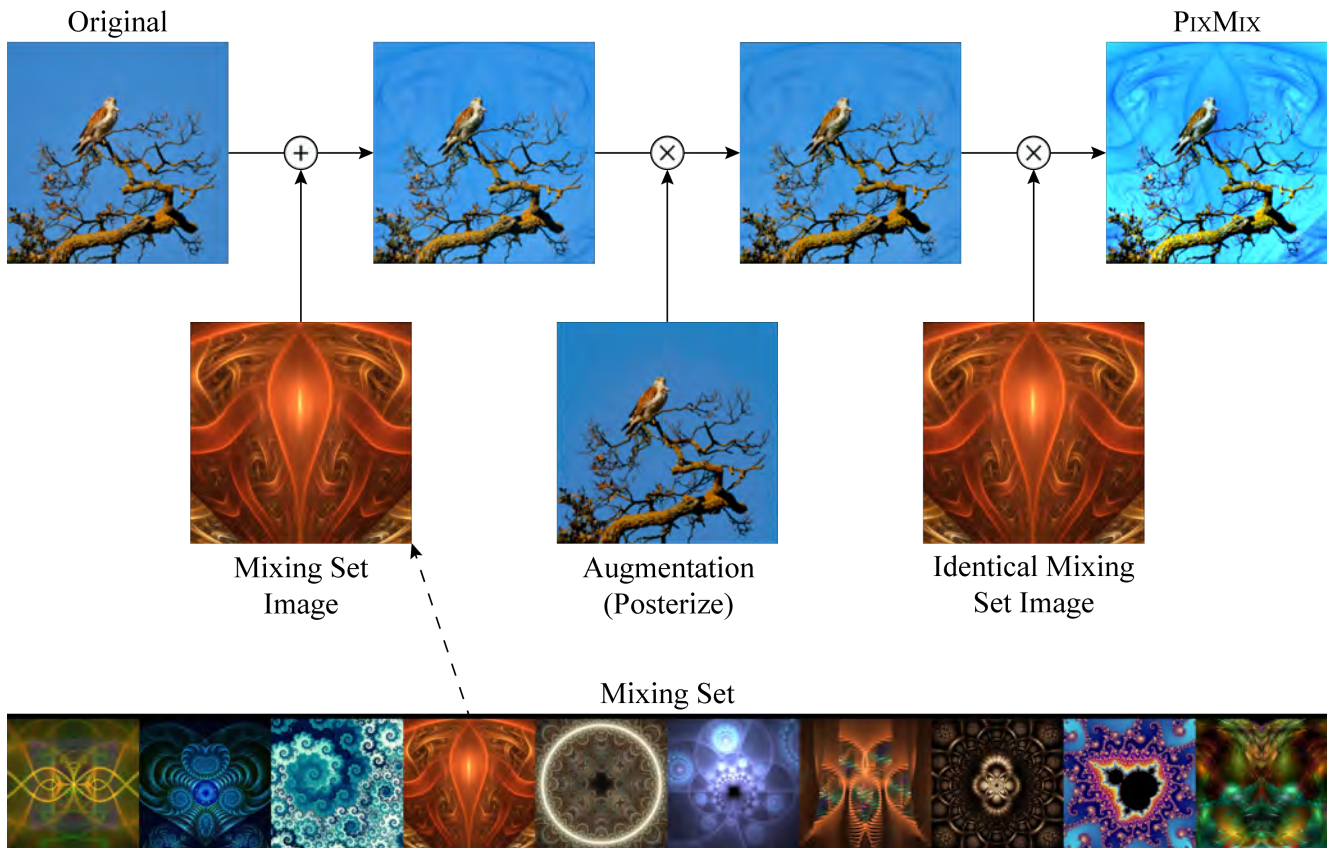 Original
PIXMIX
+
×
×
Mixing Set
Image
Augmentation
(Posterize)
Identical Mixing
Set Image
Mixing Set